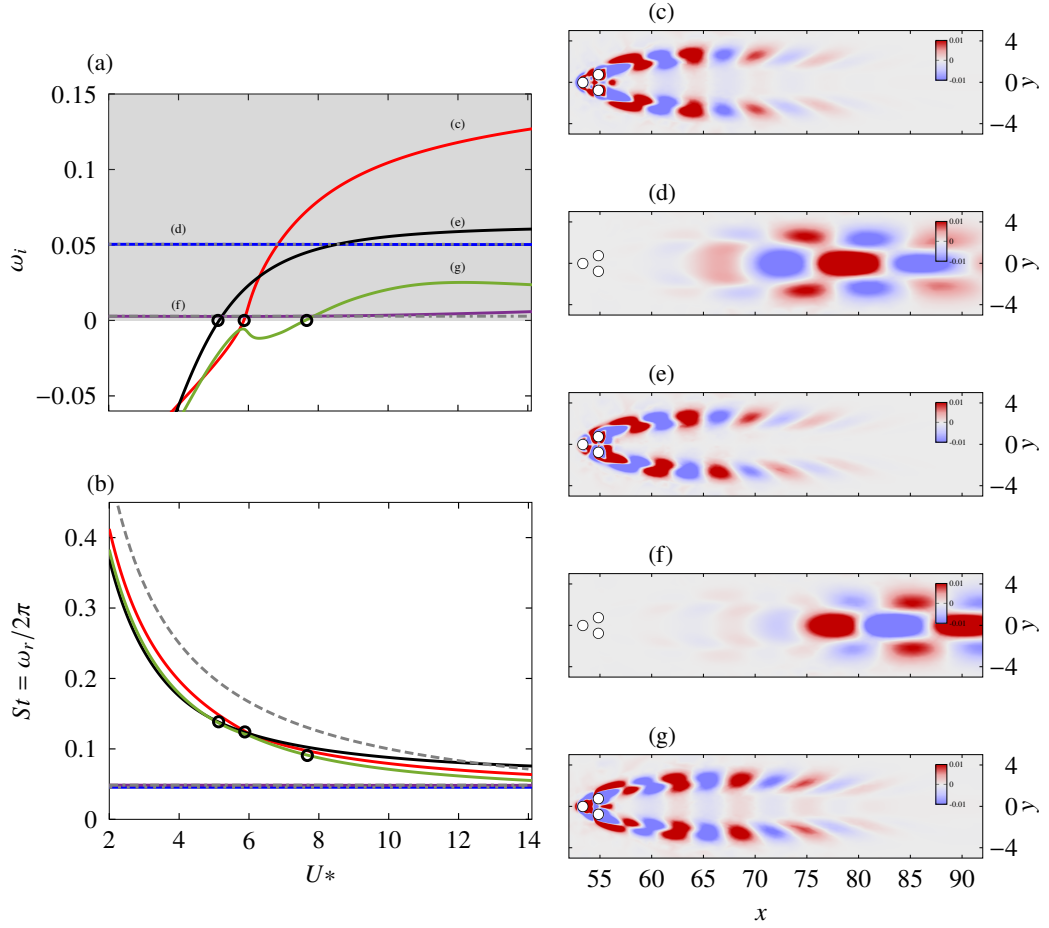 (a)
0.15
0.1
0.05
0
−0.05
ω_i
(c)
(d)
(e)
(g)
(f)
(b)
0.4
0.3
0.2
0.1
0
St = ω_r/2π
2 4 6 8 10 12 14
U*
(c)
0.01
0
-0.01
4
0
−4
y
(d)
0.01
0
-0.01
4
0
−4
y
(e)
0.01
0
-0.01
4
0
−4
y
(f)
0.01
0
-0.01
4
0
−4
y
(g)
0.01
0
-0.01
4
0
−4
y
55 60 65 70 75 80 85 90
x